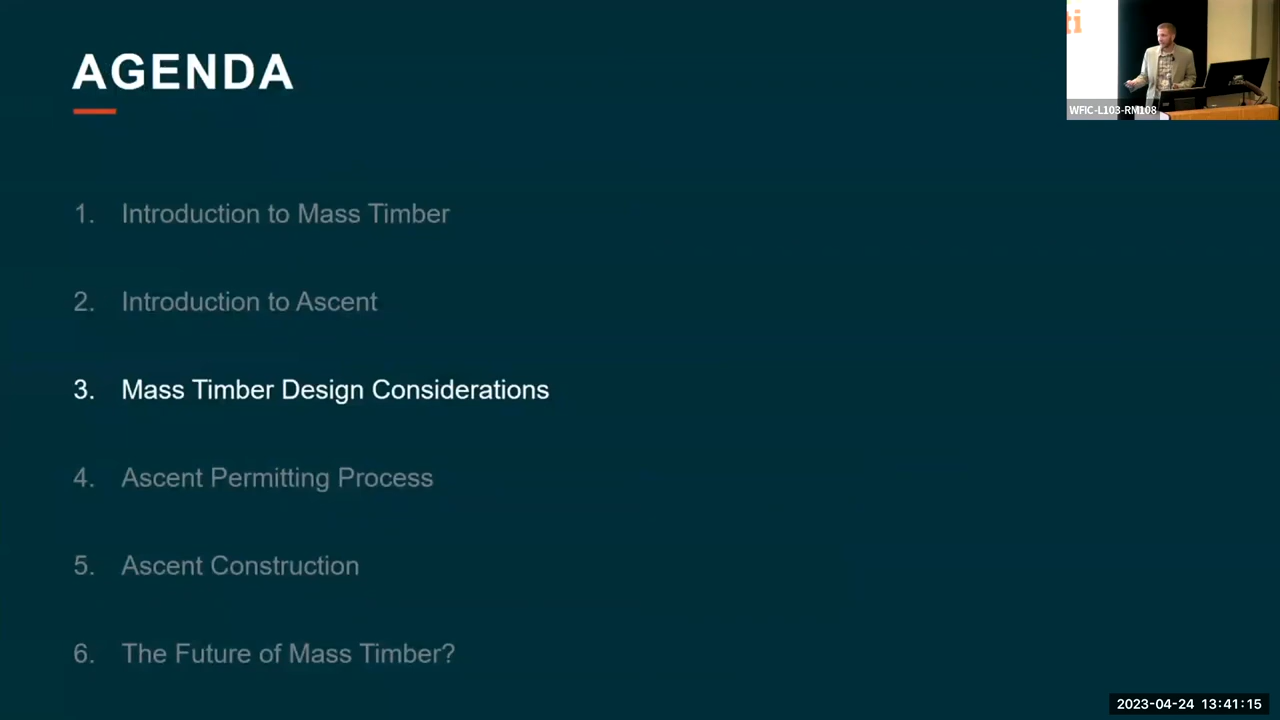 AGENDA
1. Introduction to Mass Timber
2. Introduction to Ascent
3. Mass Timber Design Considerations
4. Ascent Permitting Process
5. Ascent Construction
6. The Future of Mass Timber?
ti
WFIC-L103-RM108
2023-04-24 13:41:15